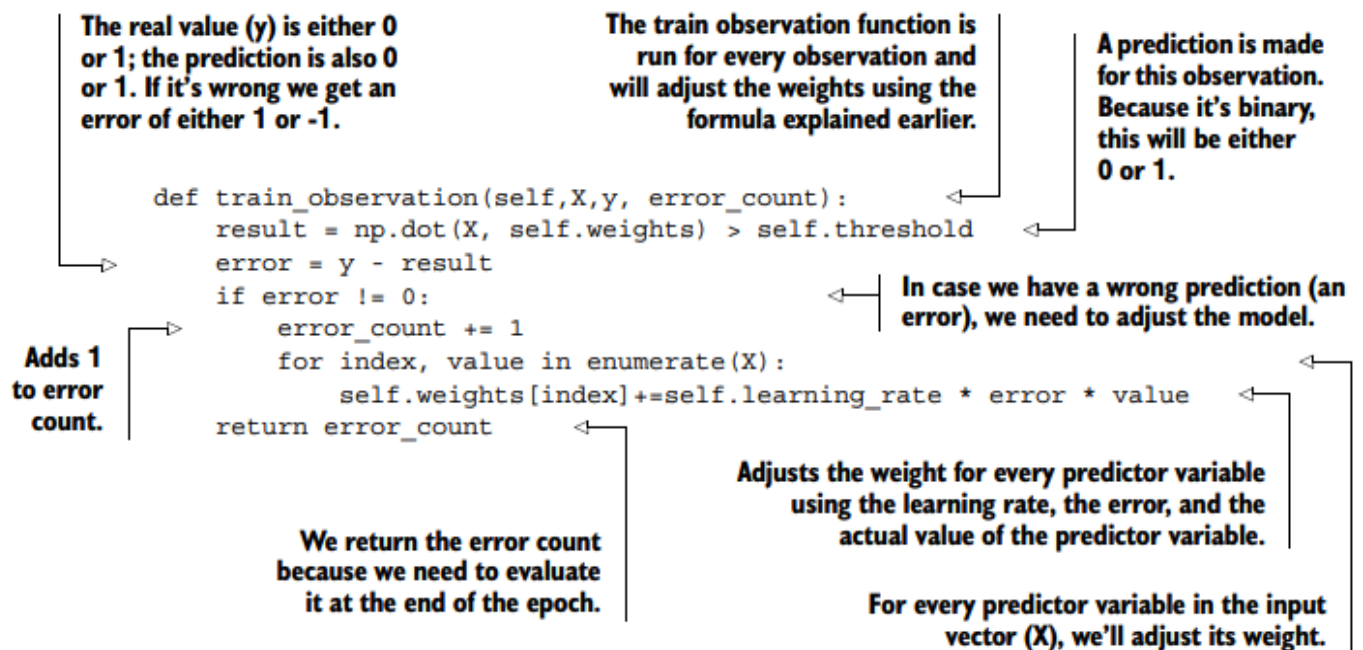 The real value (y) is either 0
or 1; the prediction is also 0
or 1. If it's wrong we get an
error of either 1 or -1.
The train observation function is
run for every observation and
will adjust the weights using the
formula explained earlier.
A prediction is made
for this observation.
Because it's binary,
this will be either
0 or 1.
def train_observation(self,X,y, error_count):
    result = np.dot(X, self.weights) > self.threshold
    error = y - result
    if error != 0:
        error_count += 1
        for index, value in enumerate(X):
            self.weights[index]+=self.learning_rate * error * value
    return error_count
In case we have a wrong prediction (an
error), we need to adjust the model.
Adds 1
to error
count.
Adjusts the weight for every predictor variable
using the learning rate, the error, and the
actual value of the predictor variable.
We return the error count
because we need to evaluate
it at the end of the epoch.
For every predictor variable in the input
vector (X), we'll adjust its weight.